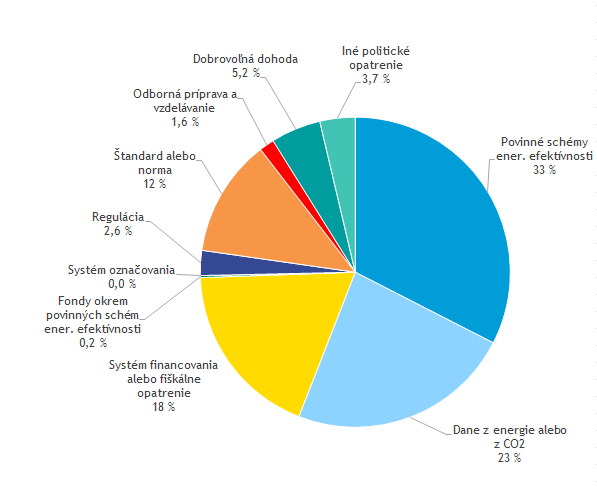 Iné politické
opatrenie
3,7 %
Dobrovoľná dohoda
5,2 %
Odborná príprava a
vzdelávanie
1,6 %
Povinné schémy
ener. efektívnosti
33 %
Štandard alebo
norma
12 %
Regulácia
2,6 %
Systém označovania
0,0 %
Fondy okrem
povinných schém
ener. efektívnosti
0,2 %
Systém financovania
alebo fiškálne
opatrenie
18 %
Dane z energie alebo
z CO2
23 %